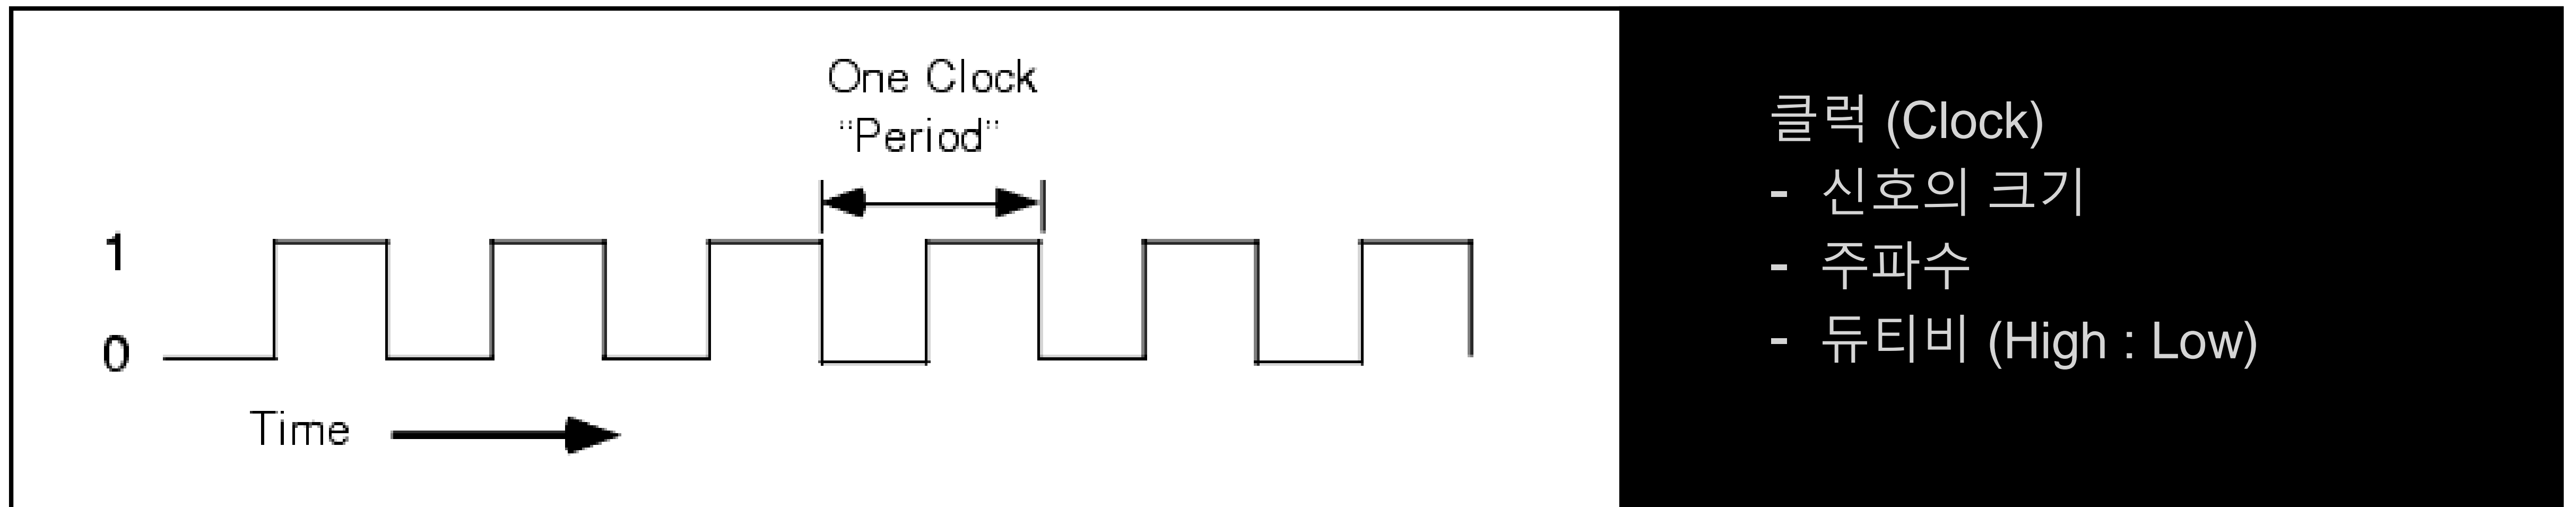 One Clock
"Period"
1
0
Time
클럭 (Clock)
- 신호의 크기
- 주파수
- 듀티비 (High : Low)